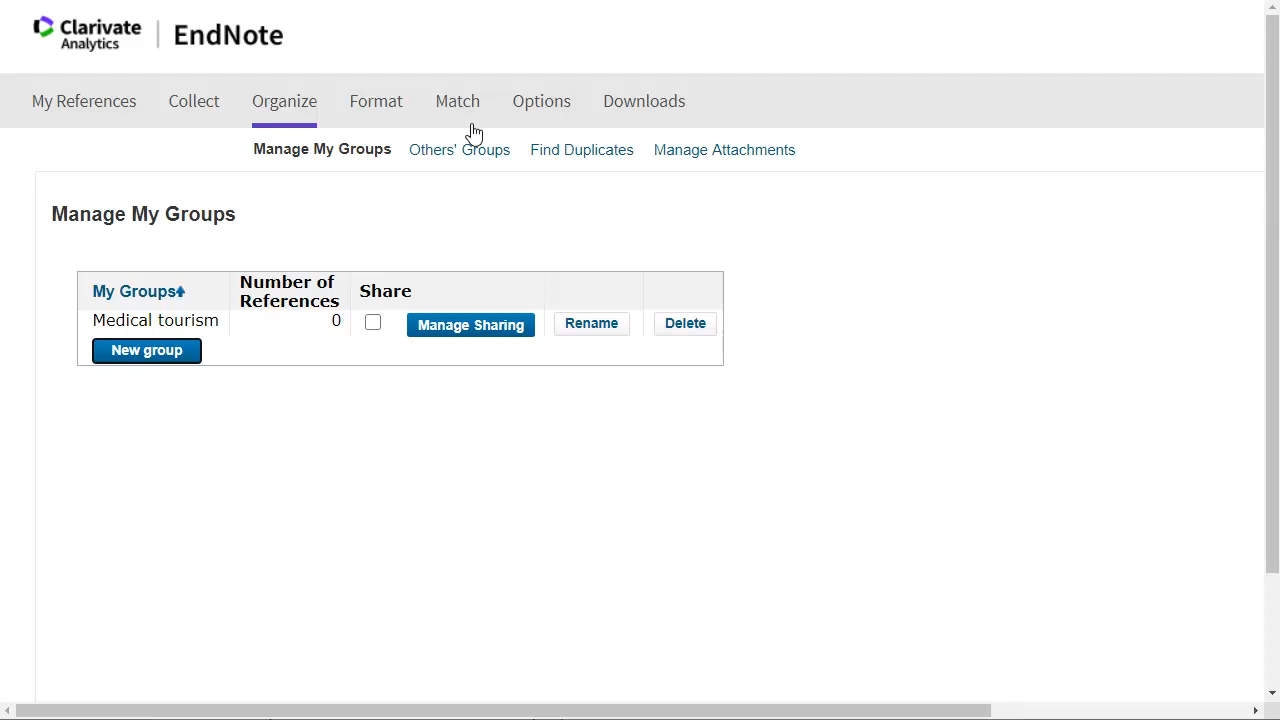 Clarivate Analytics | EndNote
My References Collect Organize Format Match Options Downloads
Manage My Groups Others' Groups Find Duplicates Manage Attachments
Manage My Groups
My Groups Number of References Share
Medical tourism 0 Manage Sharing Rename Delete
New group